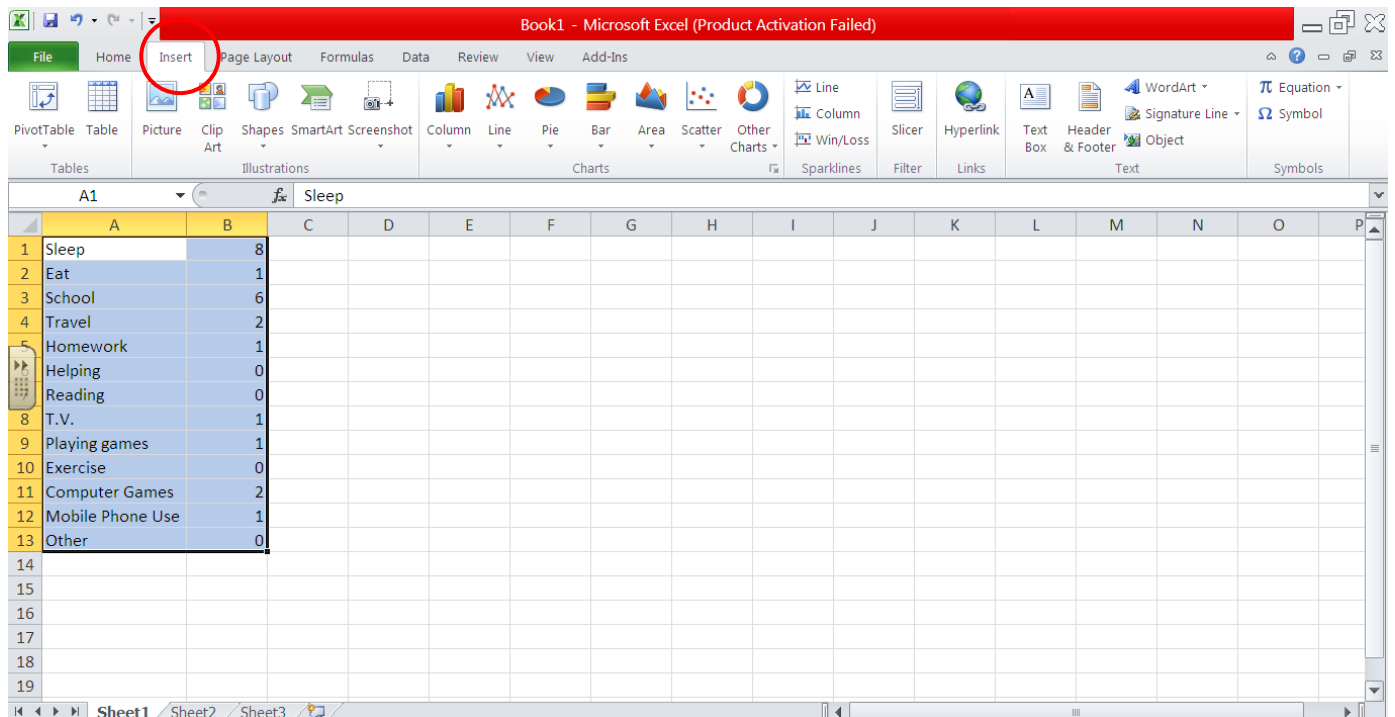 Book1 - Microsoft Excel (Product Activation Failed)
File Home Insert Page Layout Formulas Data Review View Add-Ins
PivotTable Table Picture Clip Art Shapes SmartArt Screenshot Column Line Pie Bar Area Scatter Other Charts Line Column Win/Loss Slicer Hyperlink Text Box Header & Footer WordArt Signature Line Object π Equation Ω Symbol
Tables Illustrations Charts Sparklines Filter Links Text Symbols
A1 fx Sleep
A B C D E F G H I J K L M N O P
1 Sleep 8
2 Eat 1
3 School 6
4 Travel 2
5 Homework 1
Helping 0
Reading 0
8 T.V. 1
9 Playing games 1
10 Exercise 0
11 Computer Games 2
12 Mobile Phone Use 1
13 Other 0
14
15
16
17
18
19
Sheet1 Sheet2 Sheet3